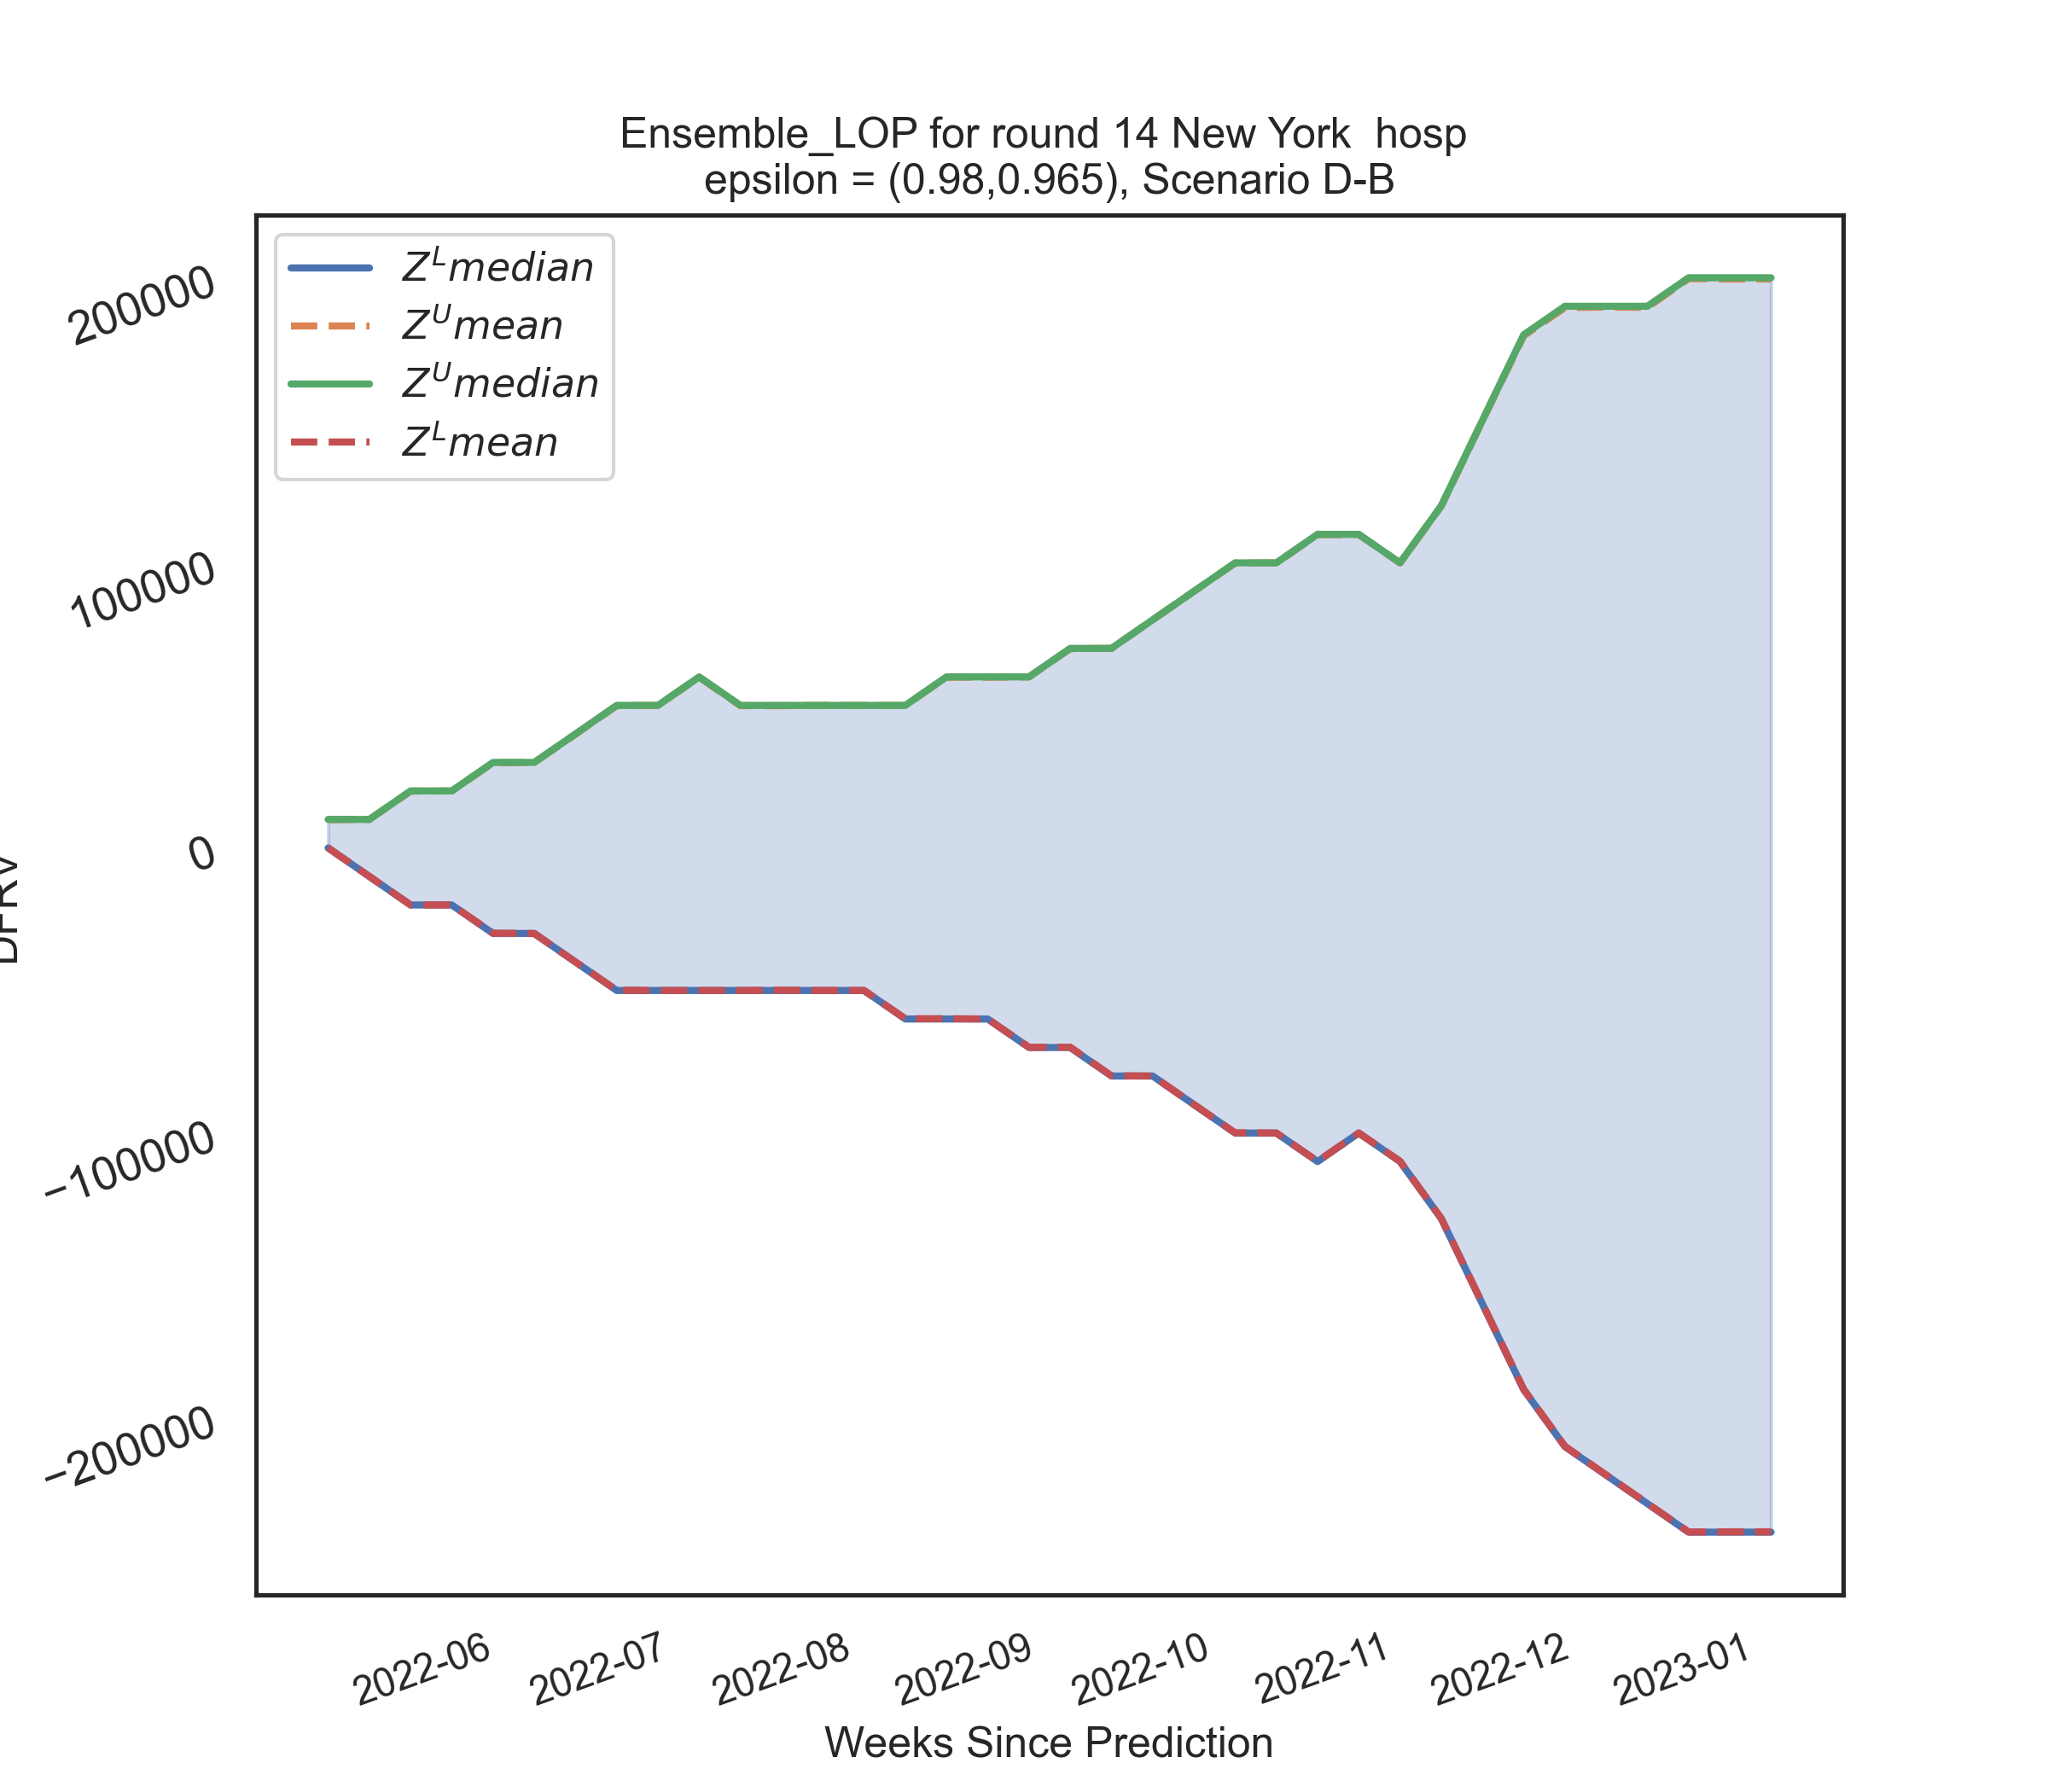 Ensemble_LOP for round 14 New York  hosp
epsilon = (0.98,0.965), Scenario D-B
Z^L median
Z^U mean
Z^U median
Z^L mean
200000
100000
0
−100000
−200000
2022-06
2022-07
2022-08
2022-09
2022-10
2022-11
2022-12
2023-01
Weeks Since Prediction